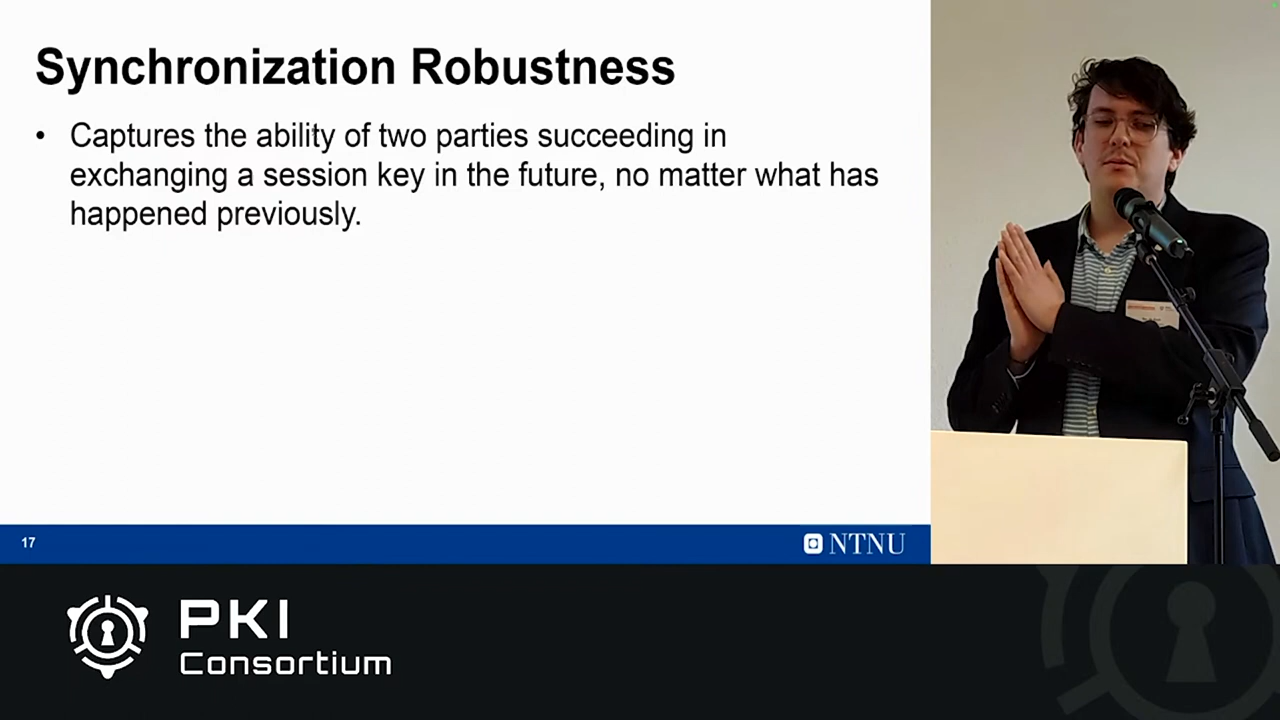 Synchronization Robustness
• Captures the ability of two parties succeeding in
exchanging a session key in the future, no matter what has
happened previously.
17
NTNU
PKI
Consortium